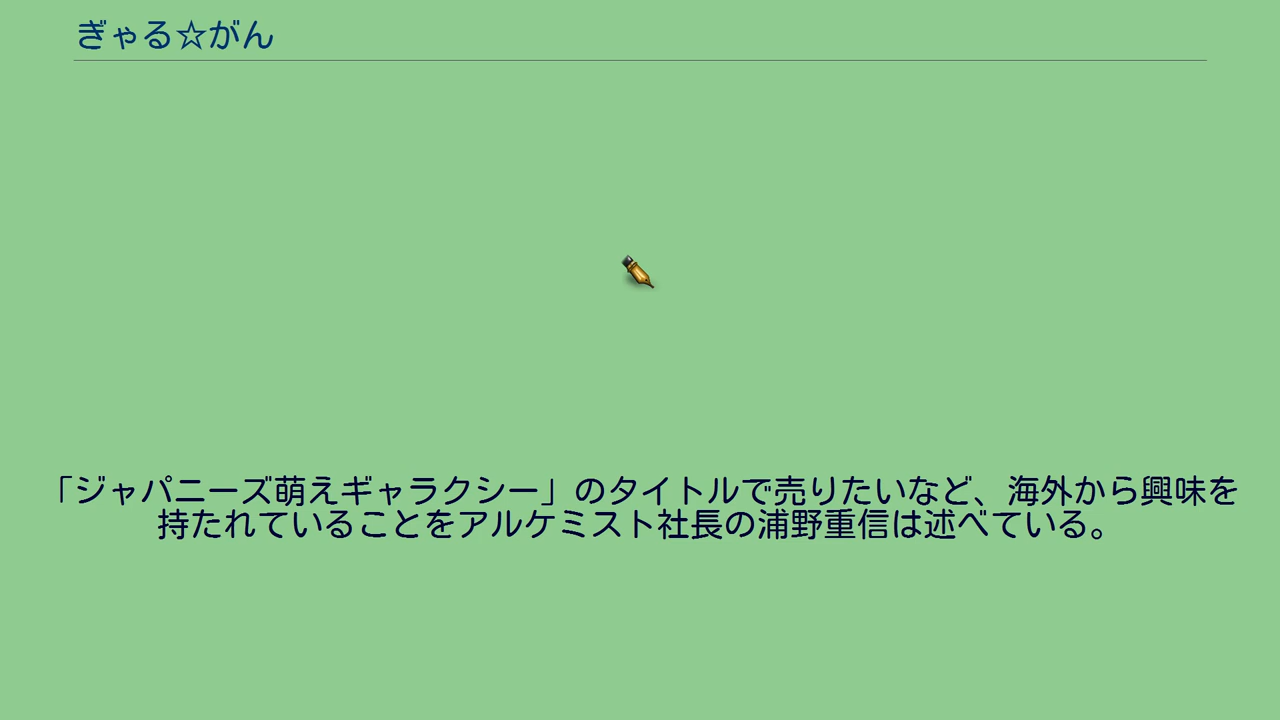 ぎゃる☆がん
「ジャパニーズ萌えギャラクシー」のタイトルで売りたいなど、海外から興味を
持たれていることをアルケミスト社長の浦野重信は述べている。